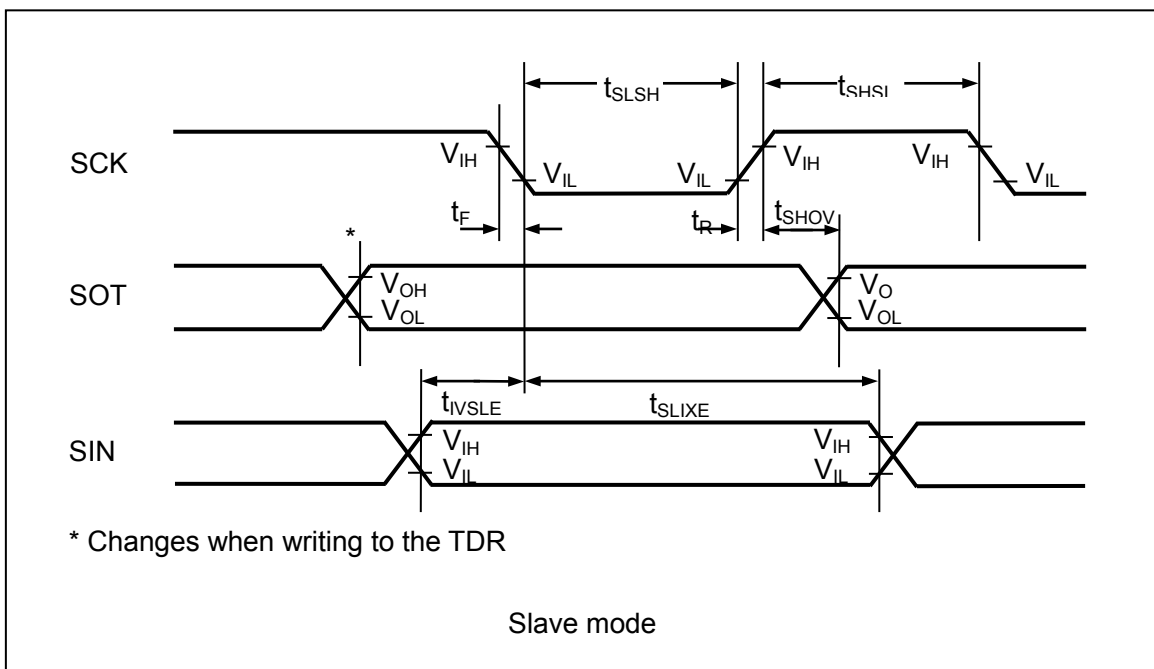 tSLSH
tSHSL
SCK
VIH
VIL
VIL
VIH
VIH
VIL
tF
tR
tSHOV
*
SOT
VOH
VOL
VO
VOL
tIVSLE
tSLIXE
SIN
VIH
VIL
VIH
VIL
* Changes when writing to the TDR
Slave mode